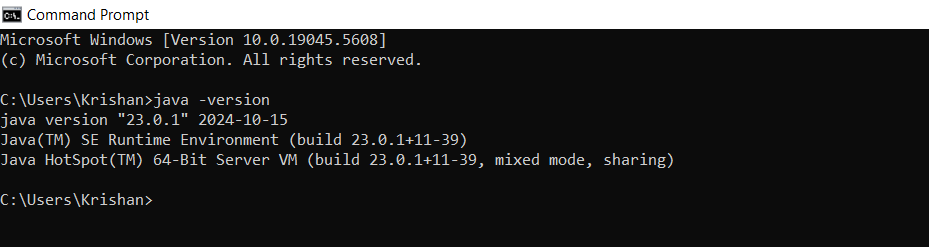 Command Prompt
Microsoft Windows [Version 10.0.19045.5608]
(c) Microsoft Corporation. All rights reserved.
C:\Users\Krishan>java -version
java version "23.0.1" 2024-10-15
Java(TM) SE Runtime Environment (build 23.0.1+11-39)
Java HotSpot(TM) 64-Bit Server VM (build 23.0.1+11-39, mixed mode, sharing)
C:\Users\Krishan>